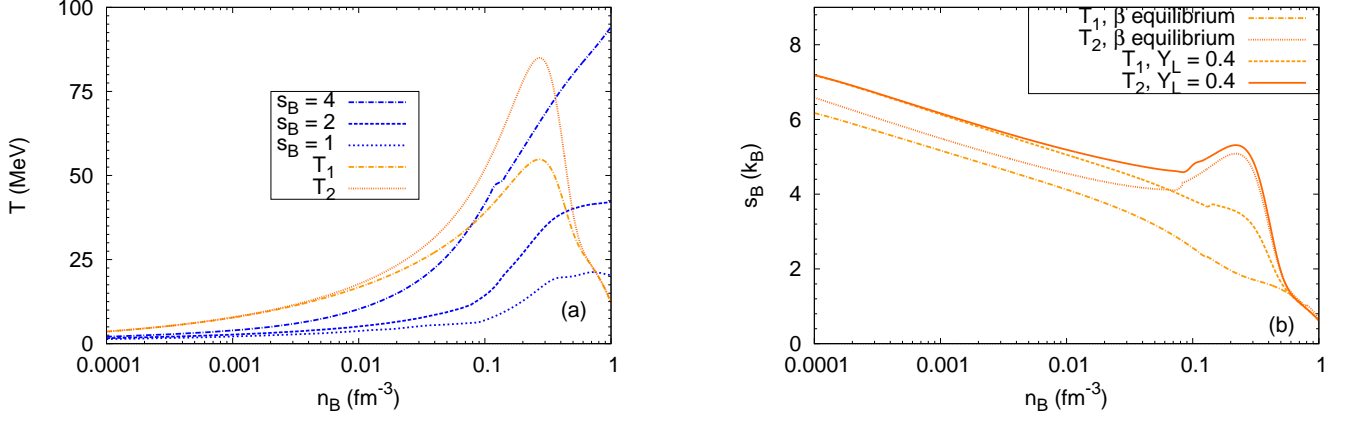 100
75
50
25
0
T (MeV)
s_B = 4
s_B = 2
s_B = 1
T_1
T_2
(a)
0.0001 0.001 0.01 0.1 1
n_B (fm^-3)
8
6
4
2
0
s_B (k_B)
T_1, β equilibrium
T_2, β equilibrium
T_1, Y_L = 0.4
T_2, Y_L = 0.4
(b)
0.0001 0.001 0.01 0.1 1
n_B (fm^-3)